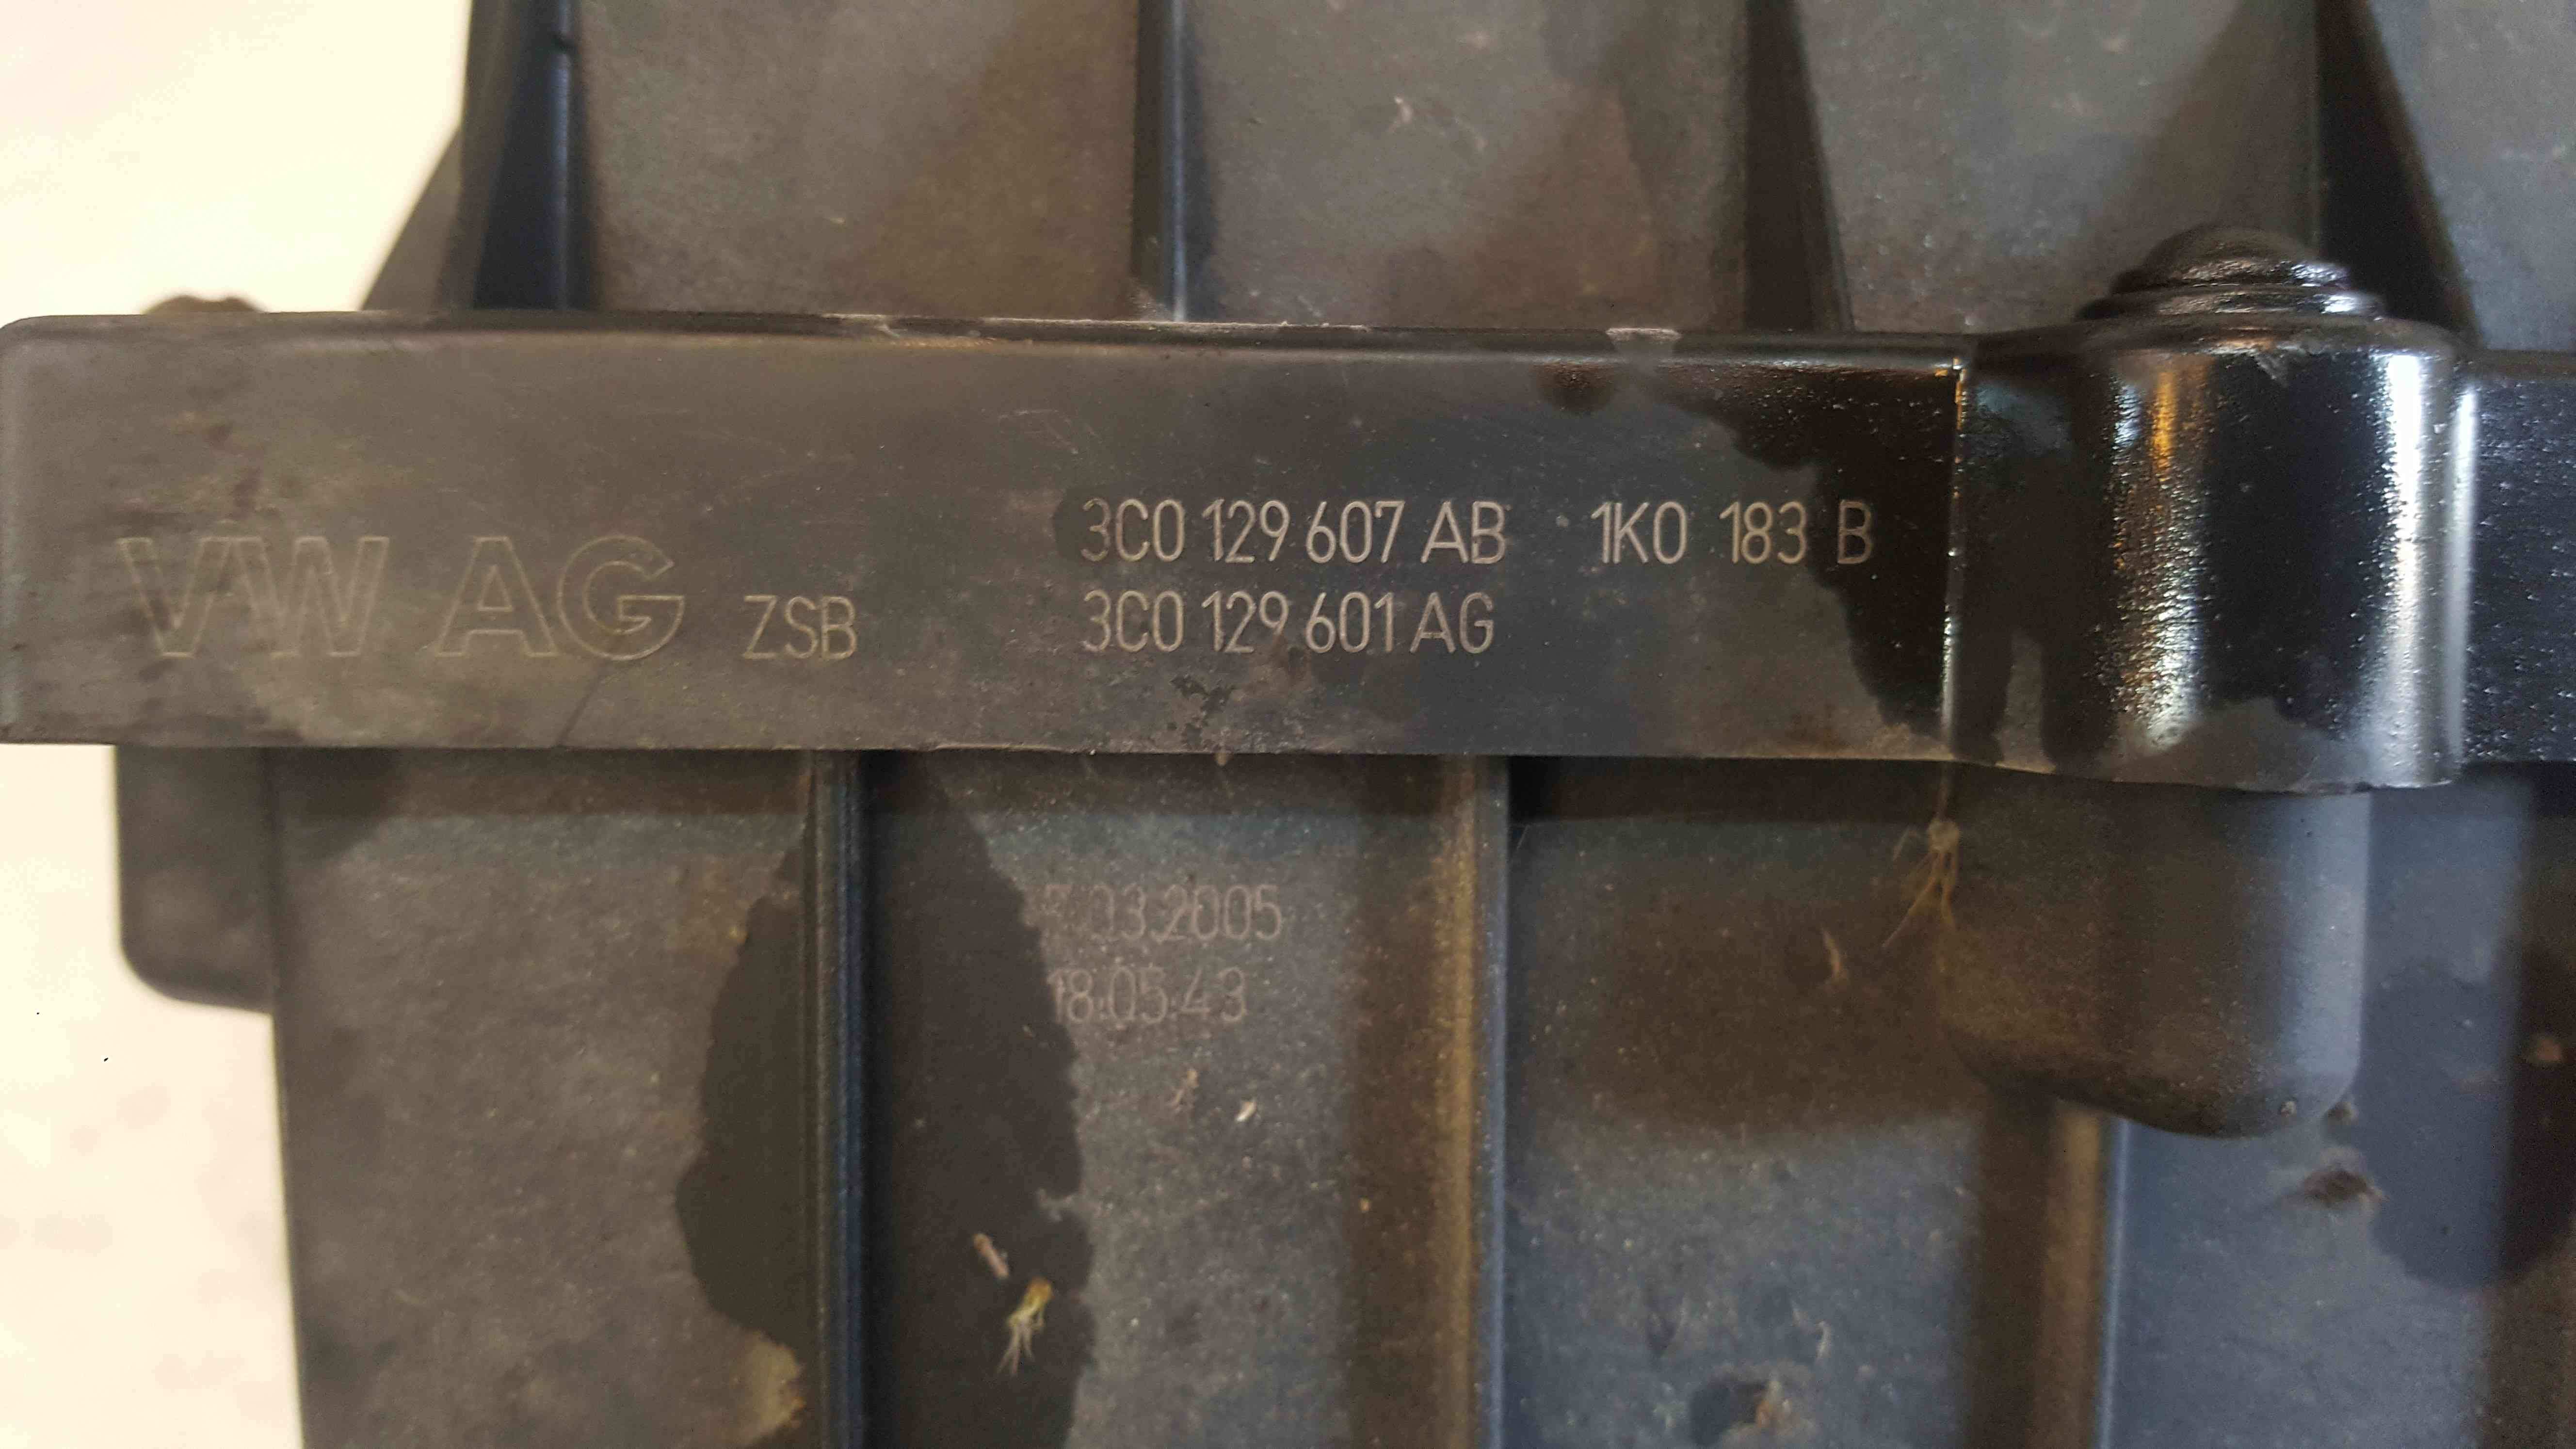 VW AG ZSB
3C0 129 607 AB 1K0 183 B
3C0 129 601 AG
.03.2005
18:05:43